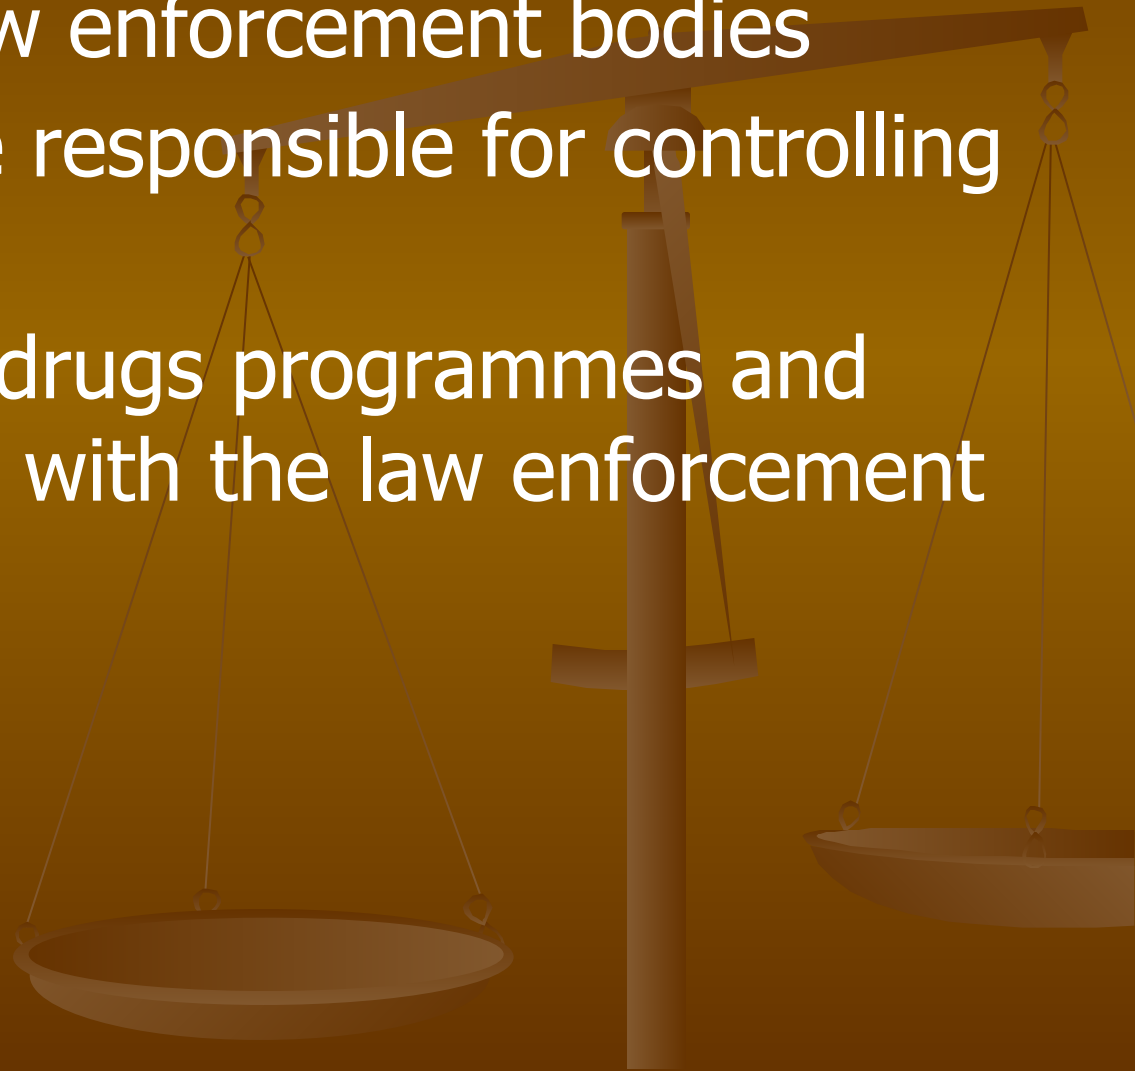 enforcement bodies
responsible for controlling
drugs programmes and
with the law enforcement